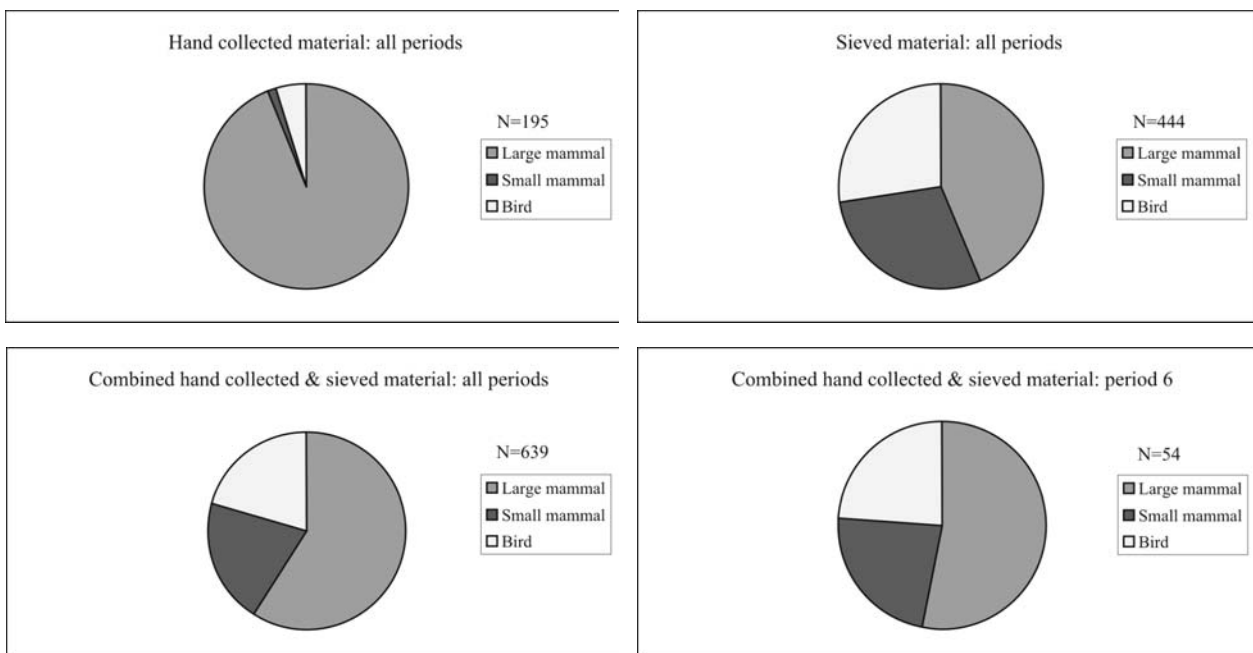 Hand collected material: all periods
N=195
Large mammal
Small mammal
Bird
Sieved material: all periods
N=444
Large mammal
Small mammal
Bird
Combined hand collected & sieved material: all periods
N=639
Large mammal
Small mammal
Bird
Combined hand collected & sieved material: period 6
N=54
Large mammal
Small mammal
Bird